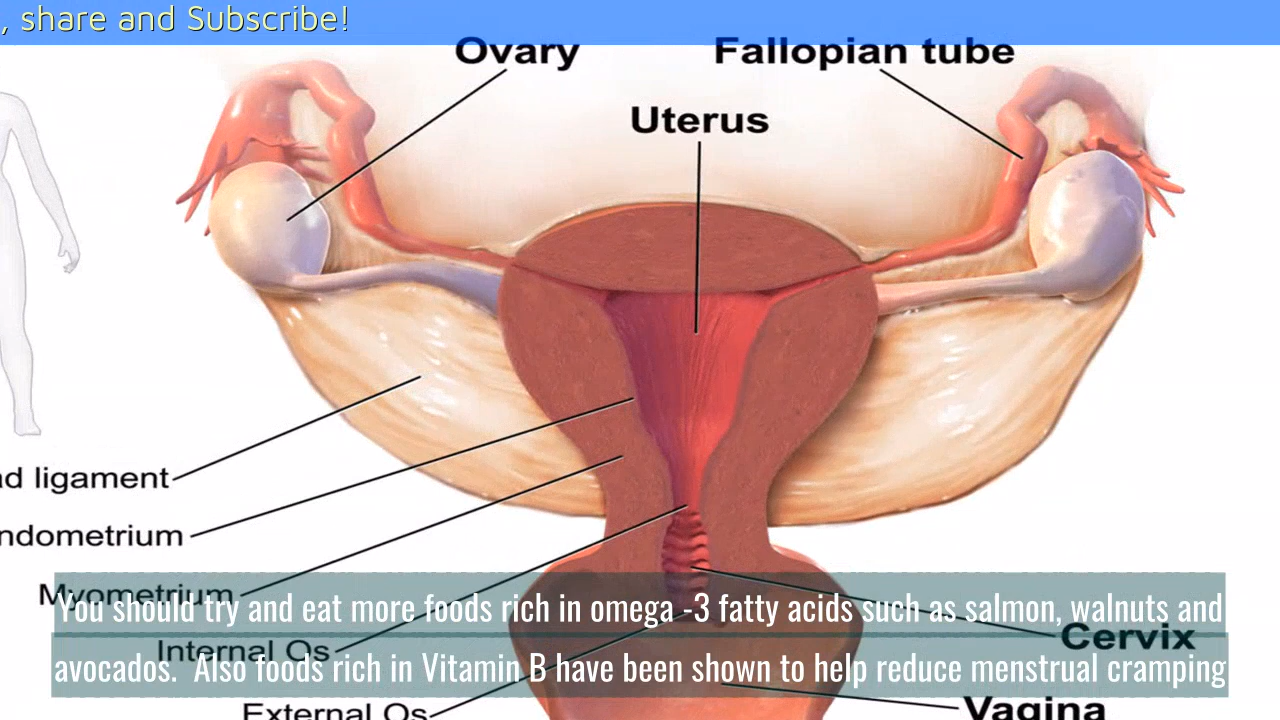 , share and Subscribe!
Ovary
Fallopian tube
Uterus
ad ligament
ndometrium
Myometrium
You should try and eat more foods rich in omega -3 fatty acids such as salmon, walnuts and
Internal Os
Cervix
avocados. Also foods rich in Vitamin B have been shown to help reduce menstrual cramping
External Os
Vagina